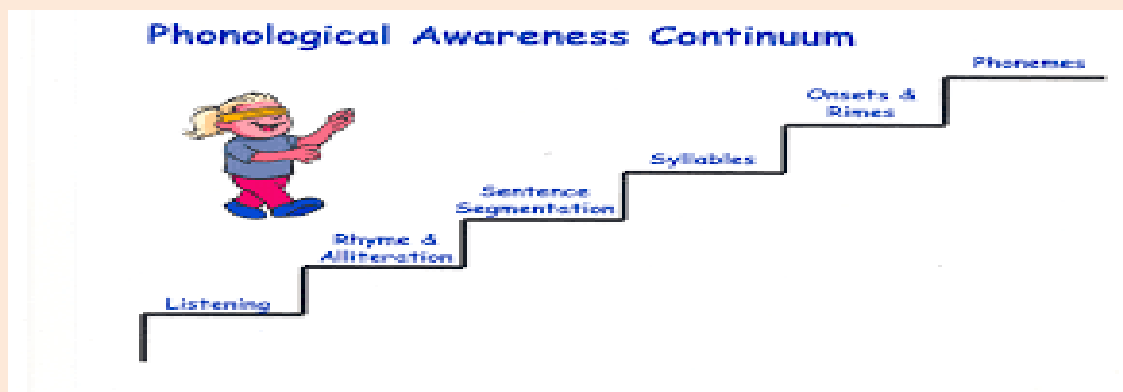 Phonological Awareness Continuum
Phonemes
Onsets &
Rimes
Syllables
Sentence
Segmentation
Rhyme &
Alliteration
Listening